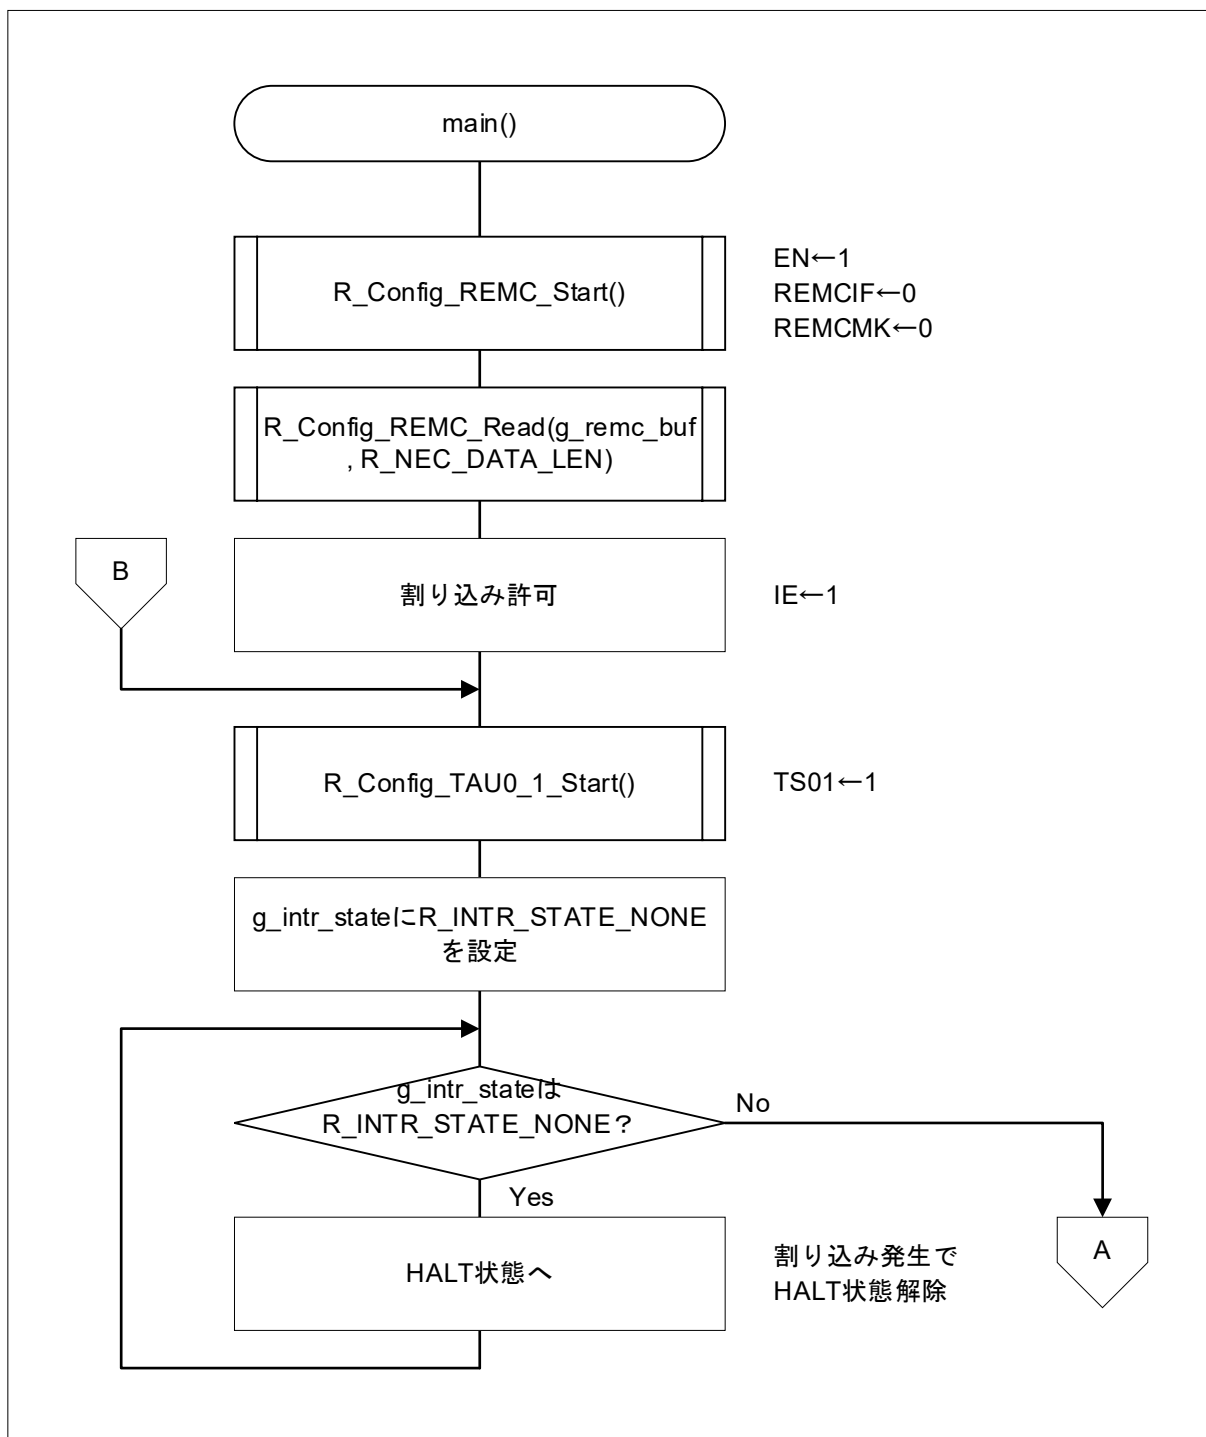 main()
R_Config_REMC_Start()
EN←1
REMCIF←0
REMCMK←0
R_Config_REMC_Read(g_remc_buf
, R_NEC_DATA_LEN)
B
割り込み許可
IE←1
R_Config_TAU0_1_Start()
TS01←1
g_intr_stateにR_INTR_STATE_NONE
を設定
g_intr_stateは
R_INTR_STATE_NONE？
No
Yes
HALT状態へ
割り込み発生で
HALT状態解除
A